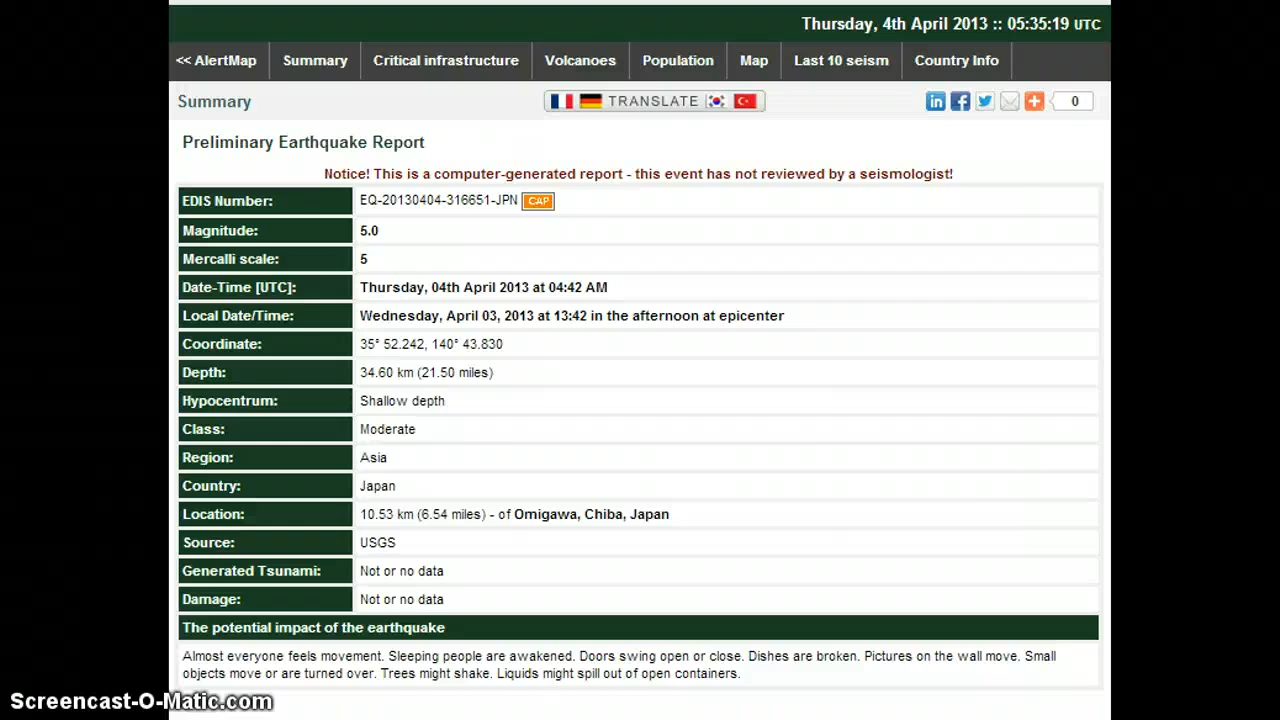 Thursday, 4th April 2013 :: 05:35:19 UTC
<< AlertMap Summary Critical infrastructure Volcanoes Population Map Last 10 seism Country Info
Summary TRANSLATE 0
Preliminary Earthquake Report
Notice! This is a computer-generated report - this event has not reviewed by a seismologist!
EDIS Number: EQ-20130404-316651-JPN CAP
Magnitude: 5.0
Mercalli scale: 5
Date-Time [UTC]: Thursday, 04th April 2013 at 04:42 AM
Local Date/Time: Wednesday, April 03, 2013 at 13:42 in the afternoon at epicenter
Coordinate: 35° 52.242, 140° 43.830
Depth: 34.60 km (21.50 miles)
Hypocentrum: Shallow depth
Class: Moderate
Region: Asia
Country: Japan
Location: 10.53 km (6.54 miles) - of Omigawa, Chiba, Japan
Source: USGS
Generated Tsunami: Not or no data
Damage: Not or no data
The potential impact of the earthquake
Almost everyone feels movement. Sleeping people are awakened. Doors swing open or close. Dishes are broken. Pictures on the wall move. Small
objects move or are turned over. Trees might shake. Liquids might spill out of open containers.
Screencast-O-Matic.com